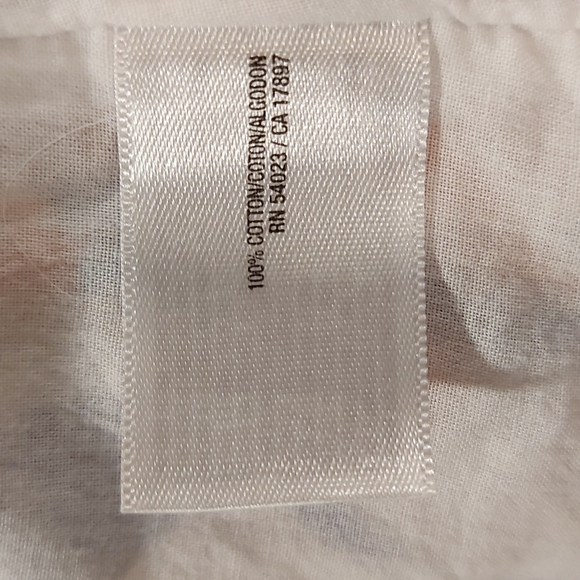 100% COTTON/COTON/ALGODON
RN 54023 / CA 17897